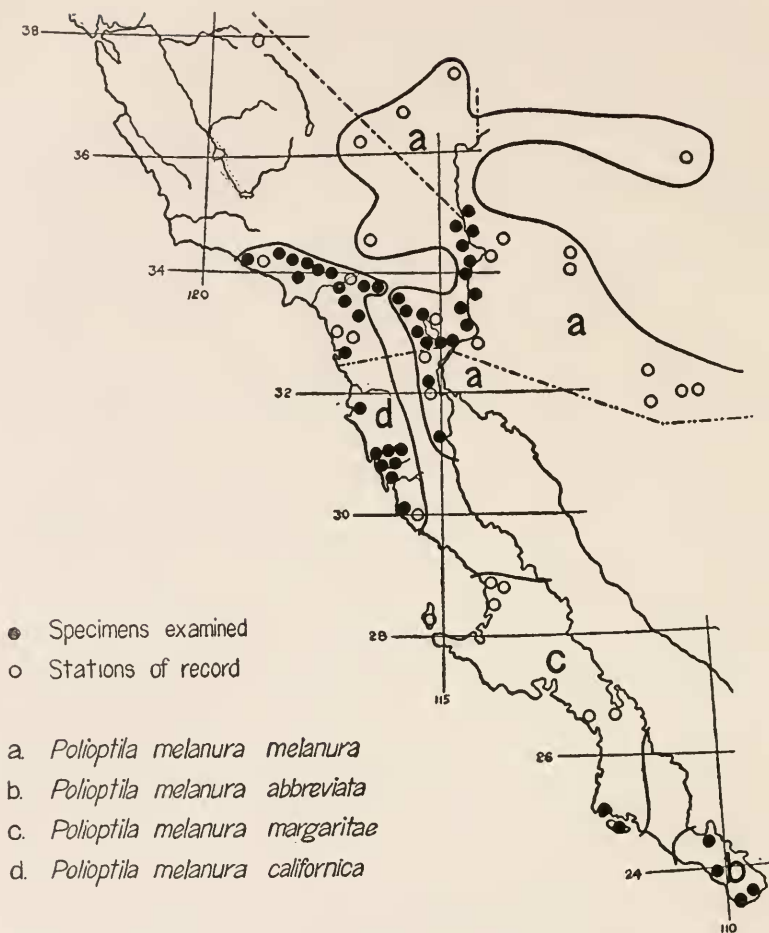 38
a
36
a
34
120
a
a
32
d
30
● Specimens examined
○ Stations of record
28
c
115
a. Polioptila melanura melanura
26
b. Polioptila melanura abbreviata
c. Polioptila melanura margaritae
d. Polioptila melanura californica
24
b
110